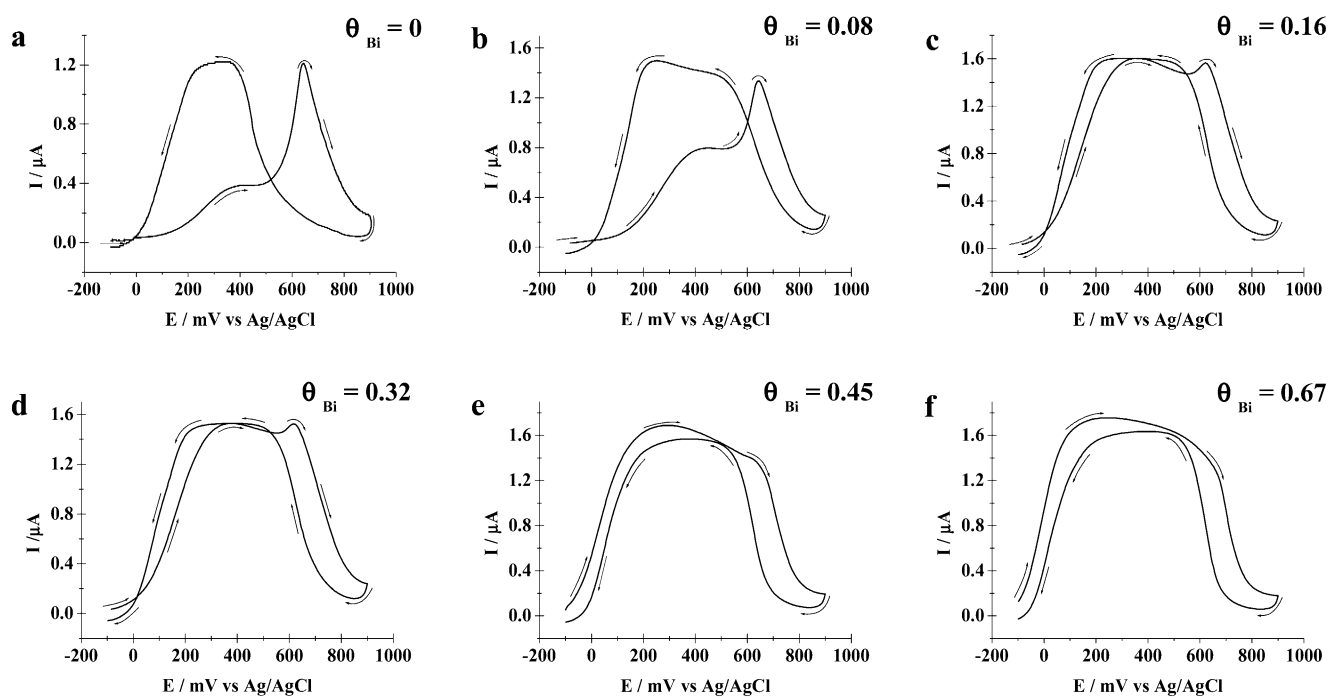 a
θ Bi = 0
I / µA
1.2
0.8
0.4
0.0
-200 0 200 400 600 800 1000
E / mV vs Ag/AgCl
b
θ Bi = 0.08
I / µA
1.6
1.2
0.8
0.4
0.0
-200 0 200 400 600 800 1000
E / mV vs Ag/AgCl
c
θ Bi = 0.16
I / µA
1.6
1.2
0.8
0.4
0.0
-200 0 200 400 600 800 1000
E / mV vs Ag/AgCl
d
θ Bi = 0.32
I /µA
1.6
1.2
0.8
0.4
0.0
-200 0 200 400 600 800 1000
E / mV vs Ag/AgCl
e
θ Bi = 0.45
I / µA
1.6
1.2
0.8
0.4
0.0
-200 0 200 400 600 800 1000
E / mV vs Ag/AgCl
f
θ Bi = 0.67
I / µA
1.6
1.2
0.8
0.4
0.0
-200 0 200 400 600 800 1000
E / mV vs Ag/AgCl